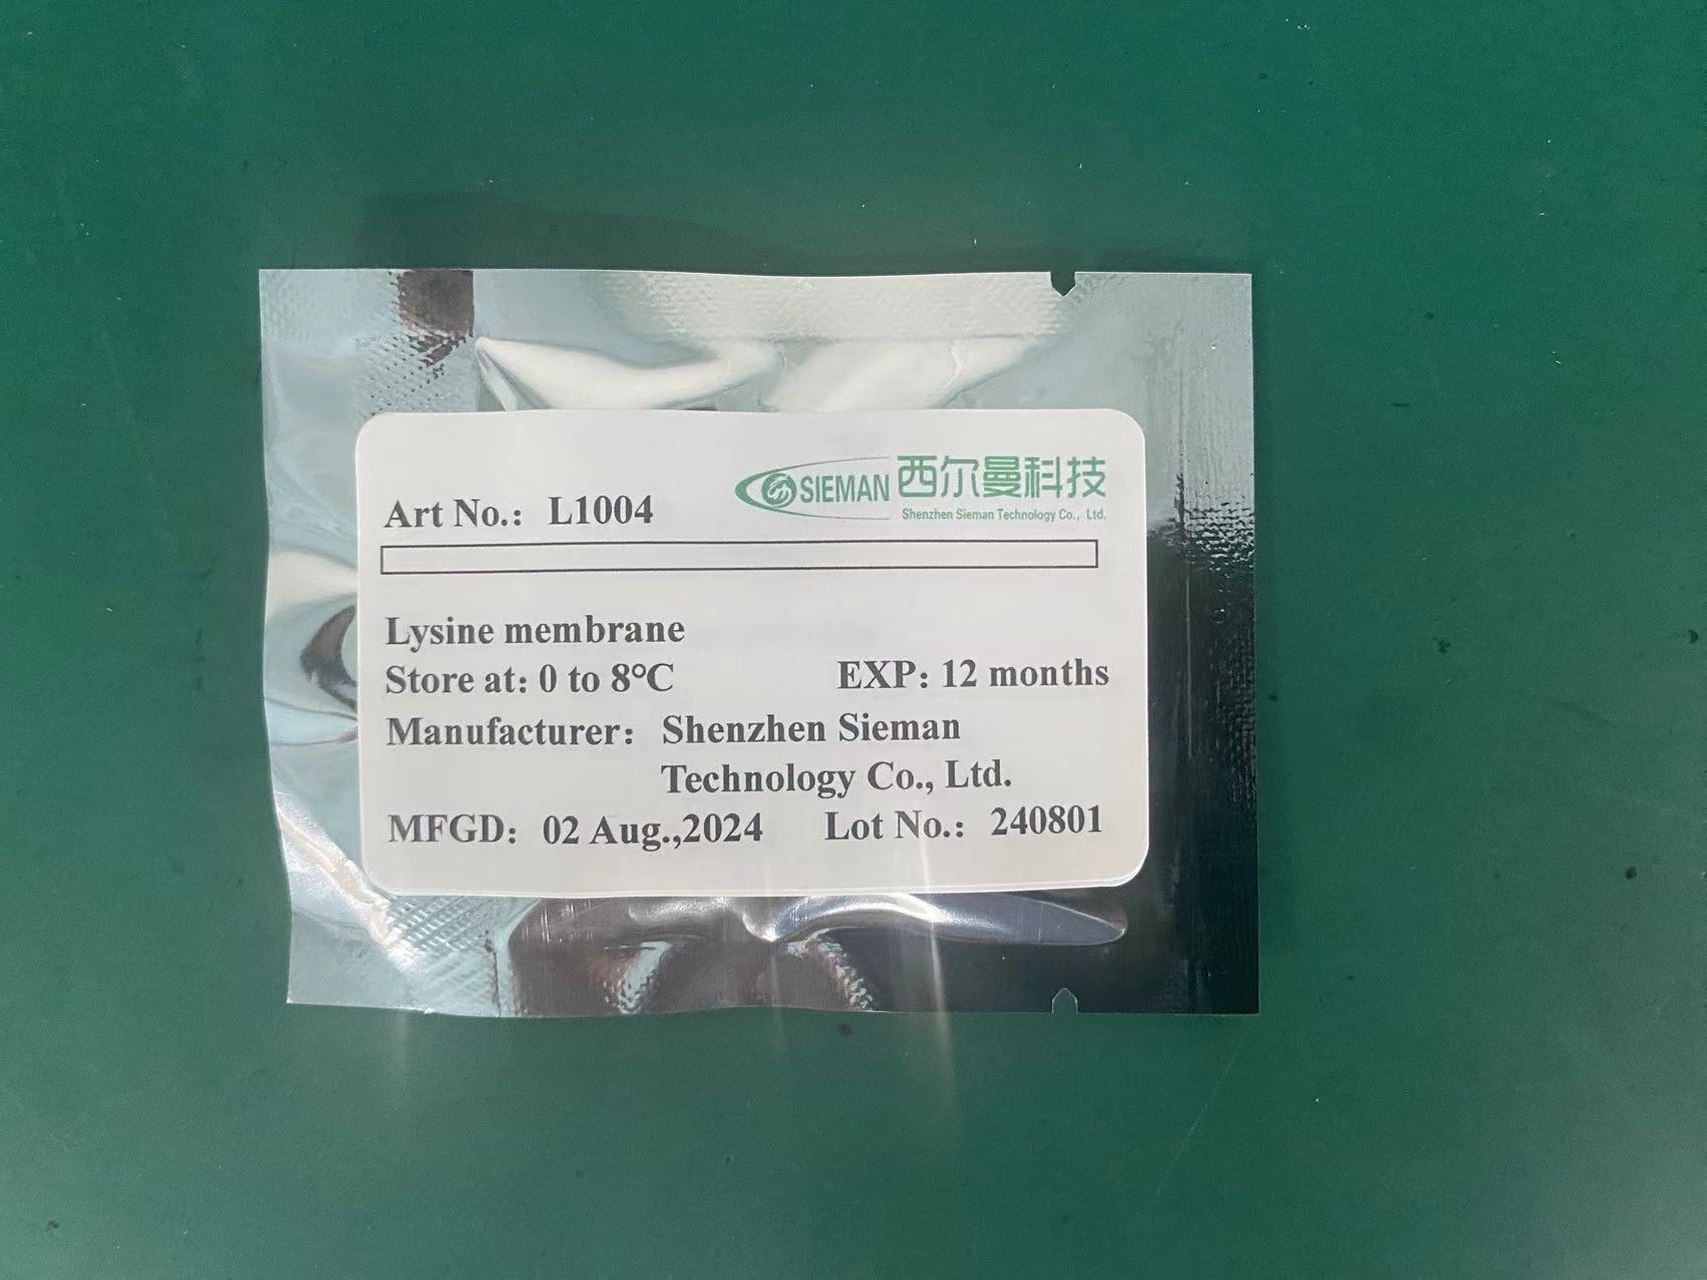 SIEMAN 西尔曼科技
Shenzhen Sieman Technology Co., Ltd.
Art No.: L1004
Lysine membrane
Store at: 0 to 8℃ EXP: 12 months
Manufacturer: Shenzhen Sieman
Technology Co., Ltd.
MFGD: 02 Aug.,2024 Lot No.: 240801